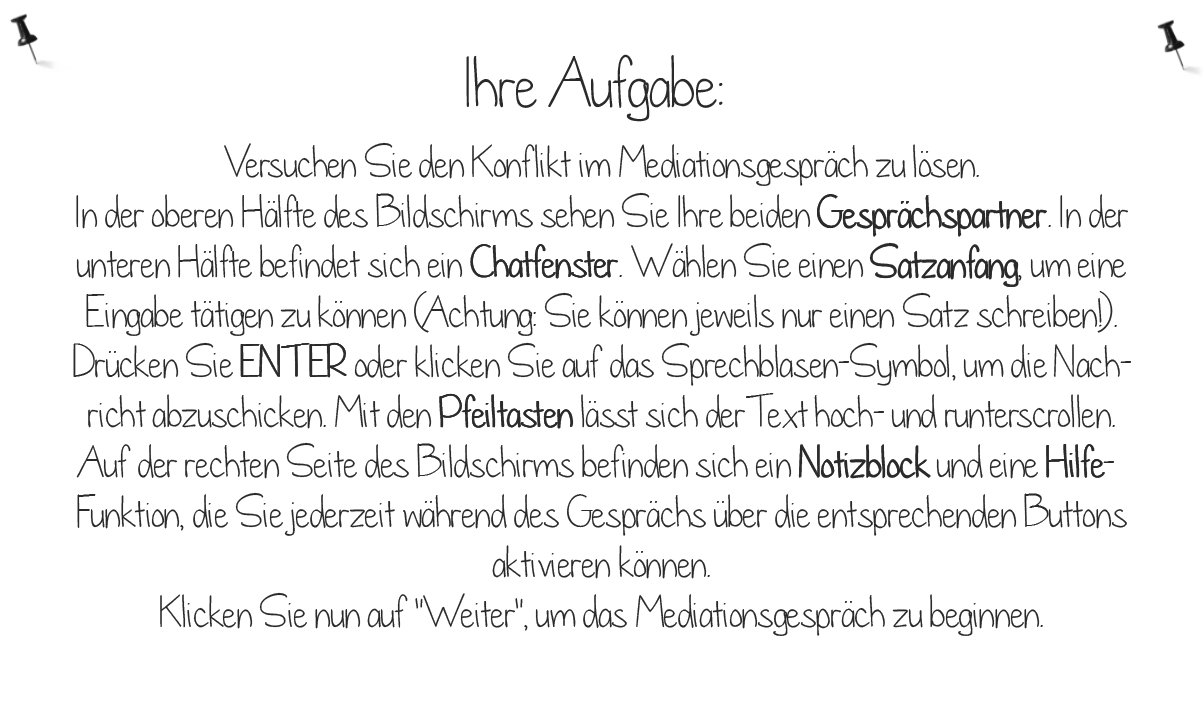 Ihre Aufgabe:
Versuchen Sie den Konflikt im Mediationsgespräch zu lösen.
In der oberen Hälfte des Bildschirms sehen Sie Ihre beiden Gesprächspartner. In der
unteren Hälfte befindet sich ein Chatfenster. Wählen Sie einen Satzanfang, um eine
Eingabe tätigen zu können (Achtung: Sie können jeweils nur einen Satz schreiben!).
Drücken Sie ENTER oder klicken Sie auf das Sprechblasen-Symbol, um die Nach-
richt abzuschicken. Mit den Pfeiltasten lässt sich der Text hoch- und runterscrollen.
Auf der rechten Seite des Bildschirms befinden sich ein Notizblock und eine Hilfe-
Funktion, die Sie jederzeit während des Gesprächs über die entsprechenden Buttons
aktivieren können.
Klicken Sie nun auf "Weiter", um das Mediationsgespräch zu beginnen.